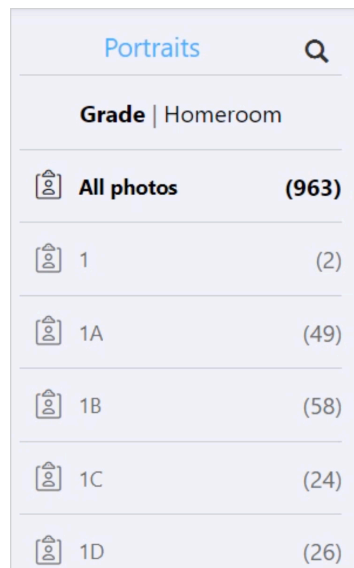 Portraits
Grade | Homeroom
All photos (963)
1 (2)
1A (49)
1B (58)
1C (24)
1D (26)